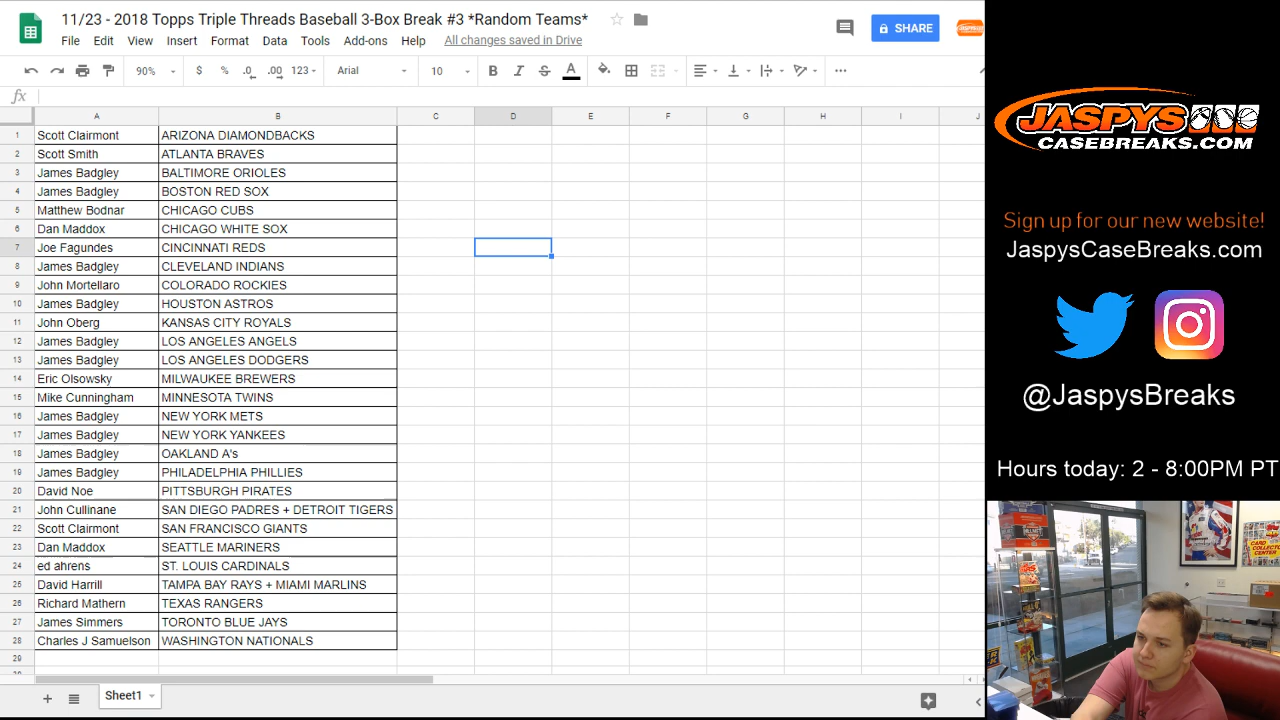 11/23 - 2018 Topps Triple Threads Baseball 3-Box Break #3 *Random Teams*
File Edit View Insert Format Data Tools Add-ons Help All changes saved in Drive
SHARE
90% $ % .0 .00 123 Arial 10 B I S A
fx
A B C D E F G H I J
1 Scott Clairmont ARIZONA DIAMONDBACKS
2 Scott Smith ATLANTA BRAVES
3 James Badgley BALTIMORE ORIOLES
4 James Badgley BOSTON RED SOX
5 Matthew Bodnar CHICAGO CUBS
6 Dan Maddox CHICAGO WHITE SOX
7 Joe Fagundes CINCINNATI REDS
8 James Badgley CLEVELAND INDIANS
9 John Mortellaro COLORADO ROCKIES
10 James Badgley HOUSTON ASTROS
11 John Oberg KANSAS CITY ROYALS
12 James Badgley LOS ANGELES ANGELS
13 James Badgley LOS ANGELES DODGERS
14 Eric Olsowsky MILWAUKEE BREWERS
15 Mike Cunningham MINNESOTA TWINS
16 James Badgley NEW YORK METS
17 James Badgley NEW YORK YANKEES
18 James Badgley OAKLAND A's
19 James Badgley PHILADELPHIA PHILLIES
20 David Noe PITTSBURGH PIRATES
21 John Cullinane SAN DIEGO PADRES + DETROIT TIGERS
22 Scott Clairmont SAN FRANCISCO GIANTS
23 Dan Maddox SEATTLE MARINERS
24 ed ahrens ST. LOUIS CARDINALS
25 David Harrill TAMPA BAY RAYS + MIAMI MARLINS
26 Richard Mathern TEXAS RANGERS
27 James Simmers TORONTO BLUE JAYS
28 Charles J Samuelson WASHINGTON NATIONALS
29
Sheet1
JASPYS
CASEBREAKS.COM
Sign up for our new website!
JaspysCaseBreaks.com
@JaspysBreaks
Hours today: 2 - 8:00PM PT
CARD
COLLECTOR
CENTER